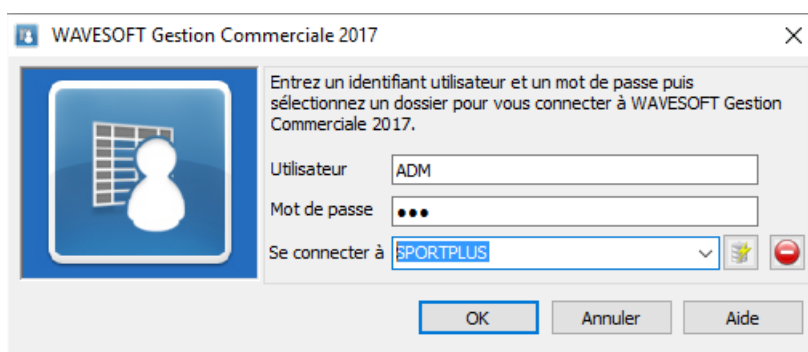 WAVESOFT Gestion Commerciale 2017
Entrez un identifiant utilisateur et un mot de passe puis
sélectionnez un dossier pour vous connecter à WAVESOFT Gestion
Commerciale 2017.
Utilisateur ADM
Mot de passe ●●●
Se connecter à SPORTPLUS
OK Annuler Aide